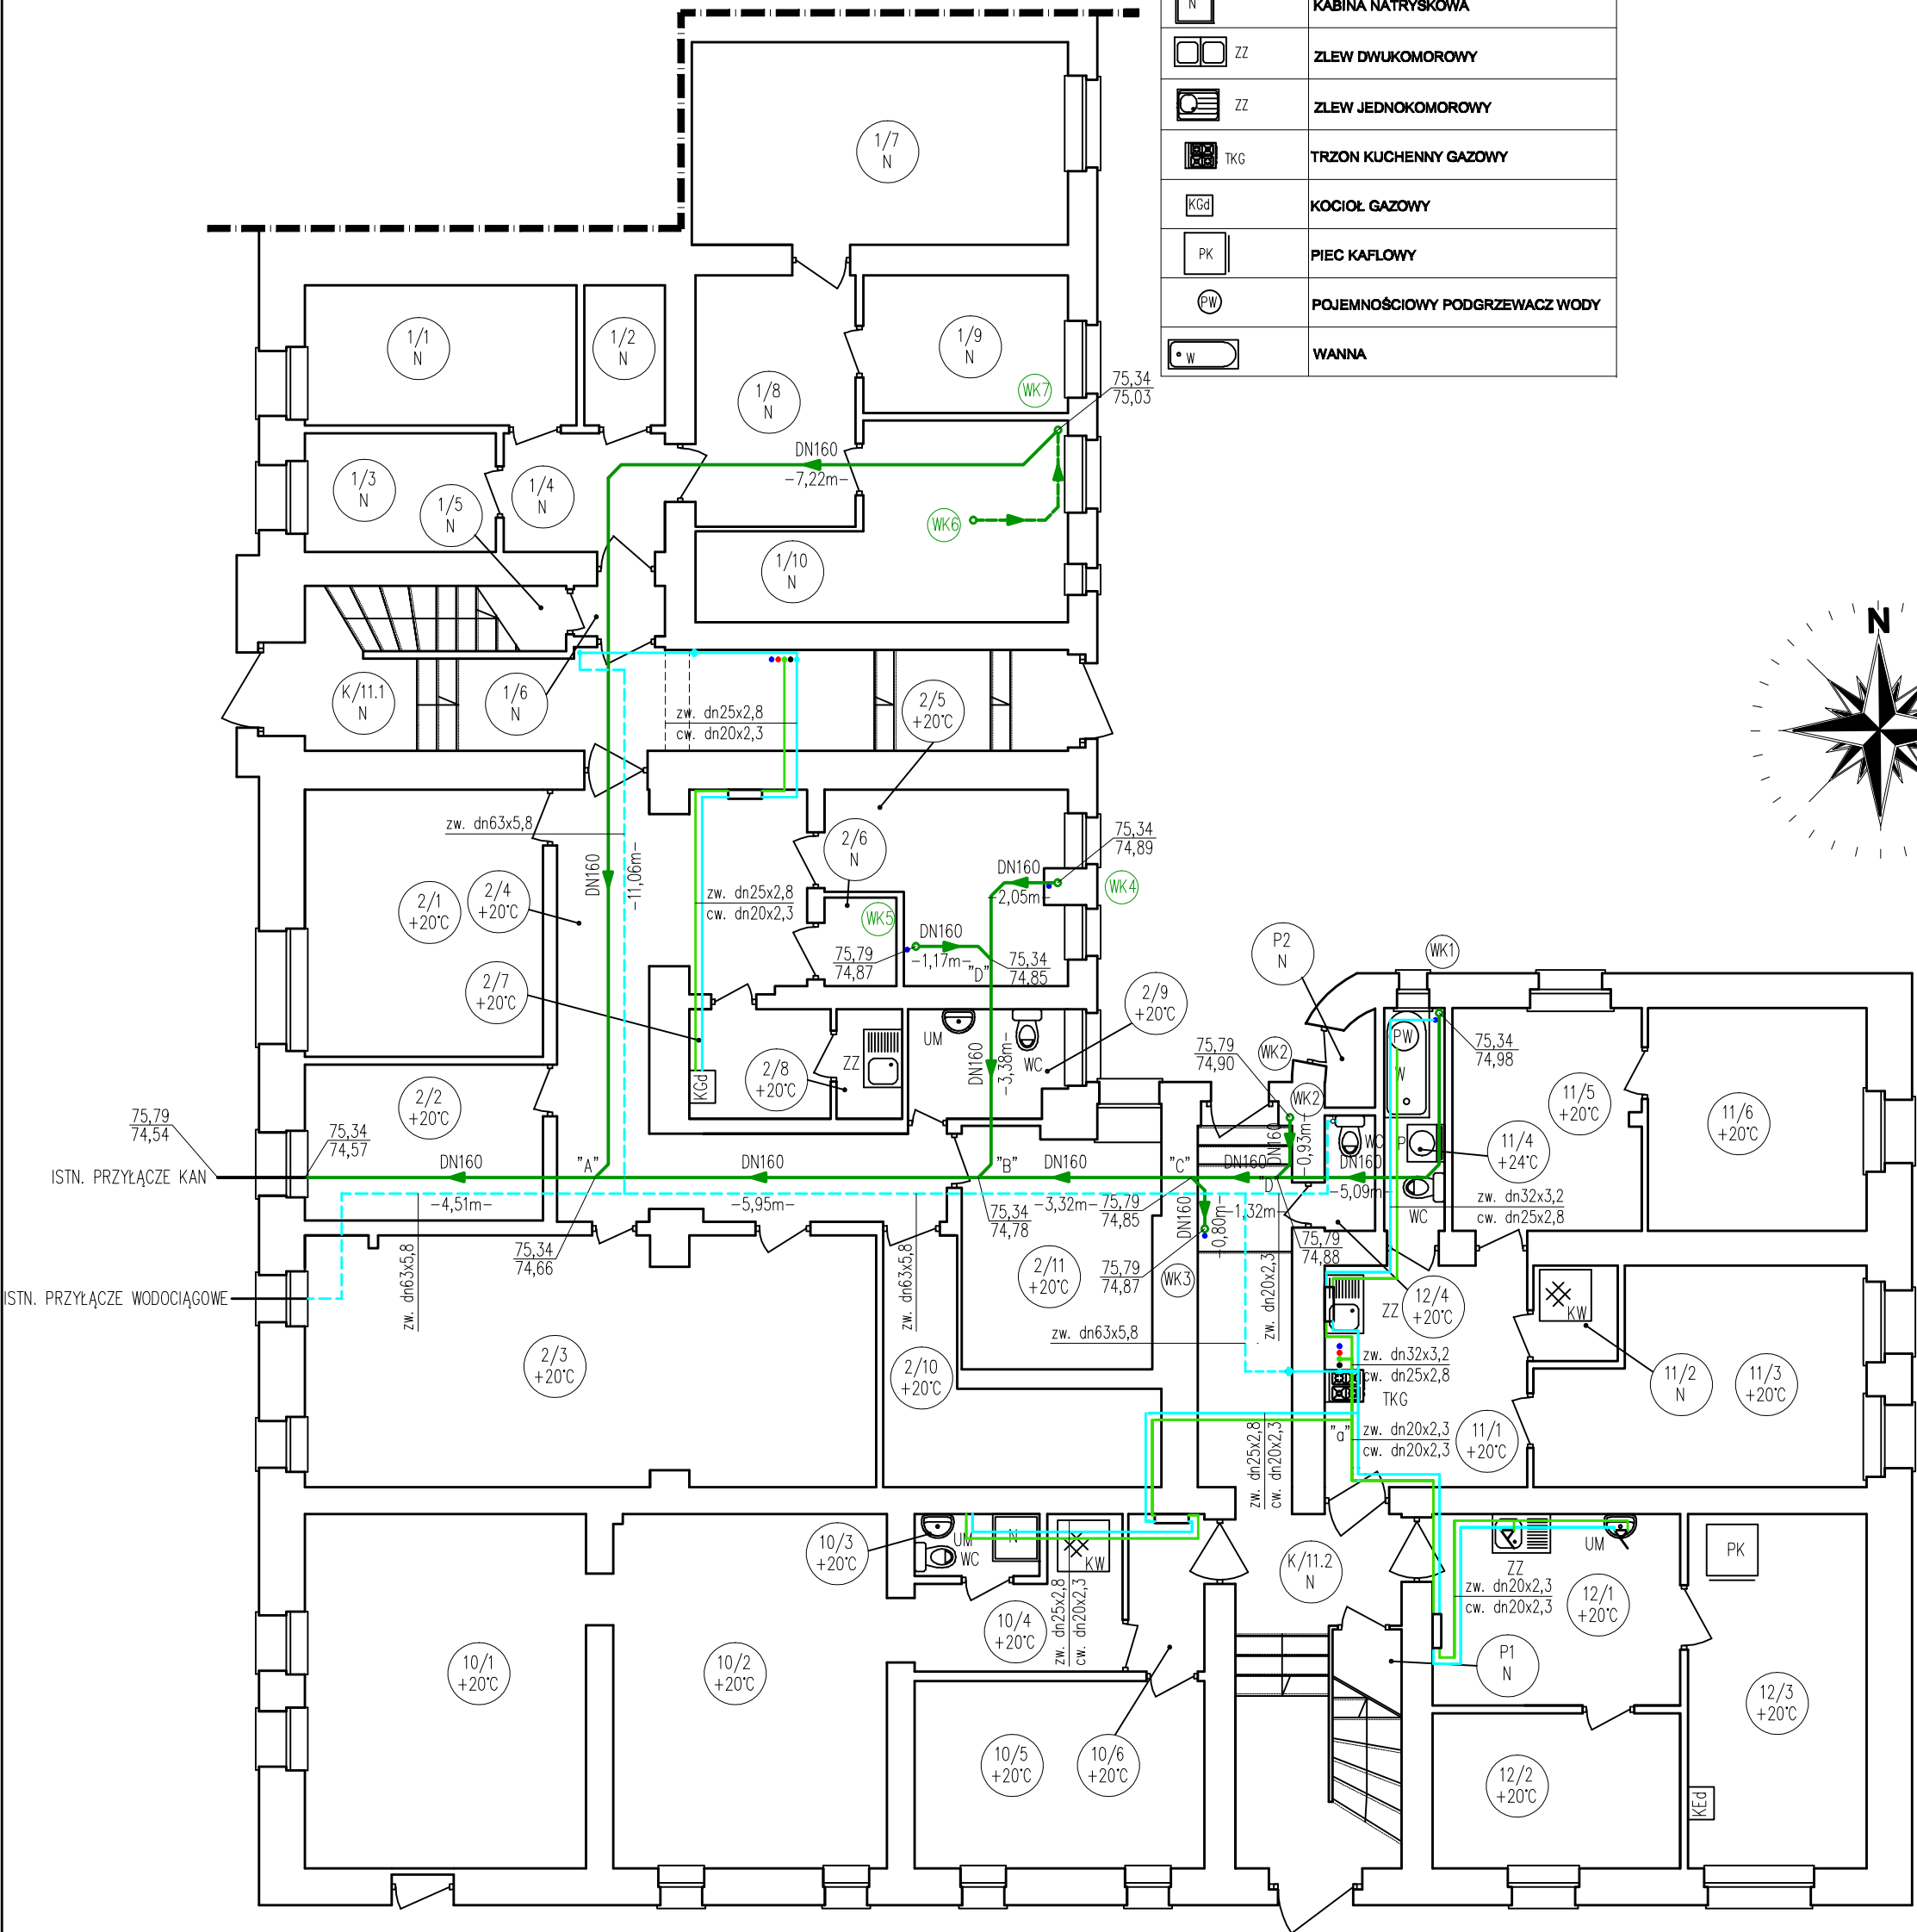 N
KABINA NATRYSKOWA
ZZ
ZLEW DWUKOMOROWY
ZZ
ZLEW JEDNOKOMOROWY
TKG
TRZON KUCHENNY GAZOWY
KGd
KOCIOŁ GAZOWY
PK
PIEC KAFLOWY
PW
POJEMNOŚCIOWY PODGRZEWACZ WODY
W
WANNA
1/7
N
1/1
N
1/2
N
1/9
N
WK7
75,34
75,03
1/8
N
DN160
-7,22m-
1/3
N
1/5
N
1/4
N
WK6
1/10
N
N
K/11.1
N
1/6
N
zw. dn25x2,8
cw. dn20x2,3
2/5
+20°C
zw. dn63x5,8
DN160
-11,06m-
2/6
N
75,34
74,89
DN160
-2,05m-
WK4
2/1
+20°C
2/4
+20°C
zw. dn25x2,8
cw. dn20x2,3
WK5
DN160
-1,17m-
75,79
74,87
"D"
75,34
74,85
P2
N
WK1
2/7
+20°C
2/9
+20°C
UM
WC
ZZ
DN160
-3,38m-
KGd
2/8
+20°C
75,79
74,90
WK2
WK2
PW
W
75,34
74,98
11/5
+20°C
11/6
+20°C
2/2
+20°C
75,79
74,54
75,34
74,57
ISTN. PRZYŁĄCZE KAN
DN160
-4,51m-
"A"
DN160
-5,95m-
"B"
DN160
-3,32m-
"C"
DN160
-1,32m-
"D"
DN160
-0,93m-
WC
P
DN160
-5,09m-
WC
11/4
+24°C
zw. dn32x3,2
cw. dn25x2,8
75,34
74,66
75,34
74,78
75,79
74,85
DN160
-0,80m-
75,79
74,88
75,79
74,87
WK3
ISTN. PRZYŁĄCZE WODOCIĄGOWE
zw. dn63x5,8
zw. dn63x5,8
2/11
+20°C
zw. dn63x5,8
zw. dn20x2,3
ZZ
12/4
+20°C
KW
2/3
+20°C
2/10
+20°C
zw. dn32x3,2
cw. dn25x2,8
TKG
11/2
N
11/3
+20°C
"a"
zw. dn20x2,3
cw. dn20x2,3
11/1
+20°C
zw. dn25x2,8
cw. dn20x2,3
10/3
+20°C
UM
WC
N
KW
K/11.2
N
ZZ
UM
PK
zw. dn20x2,3
cw. dn20x2,3
12/1
+20°C
10/4
+20°C
zw. dn25x2,8
cw. dn20x2,3
P1
N
10/1
+20°C
10/2
+20°C
12/3
+20°C
10/5
+20°C
10/6
+20°C
12/2
+20°C
KEd